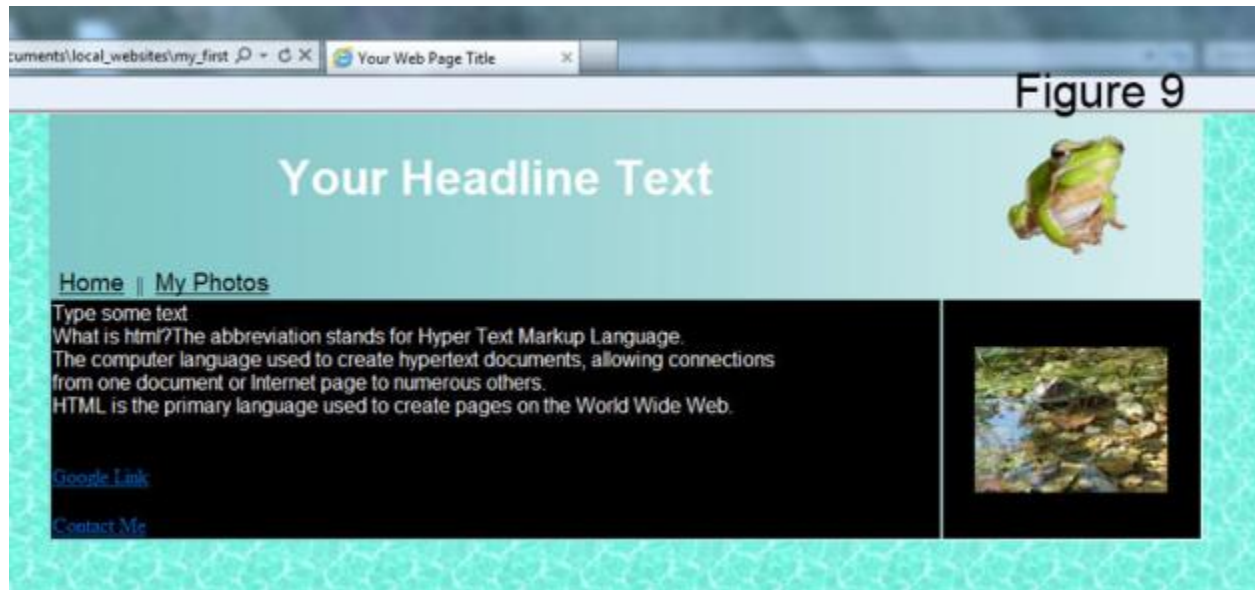 cuments\local_websites\my_first
Your Web Page Title
Figure 9
Your Headline Text
Home || My Photos
Type some text
What is html?The abbreviation stands for Hyper Text Markup Language.
The computer language used to create hypertext documents, allowing connections
from one document or Internet page to numerous others.
HTML is the primary language used to create pages on the World Wide Web.
Google Link
Contact Me